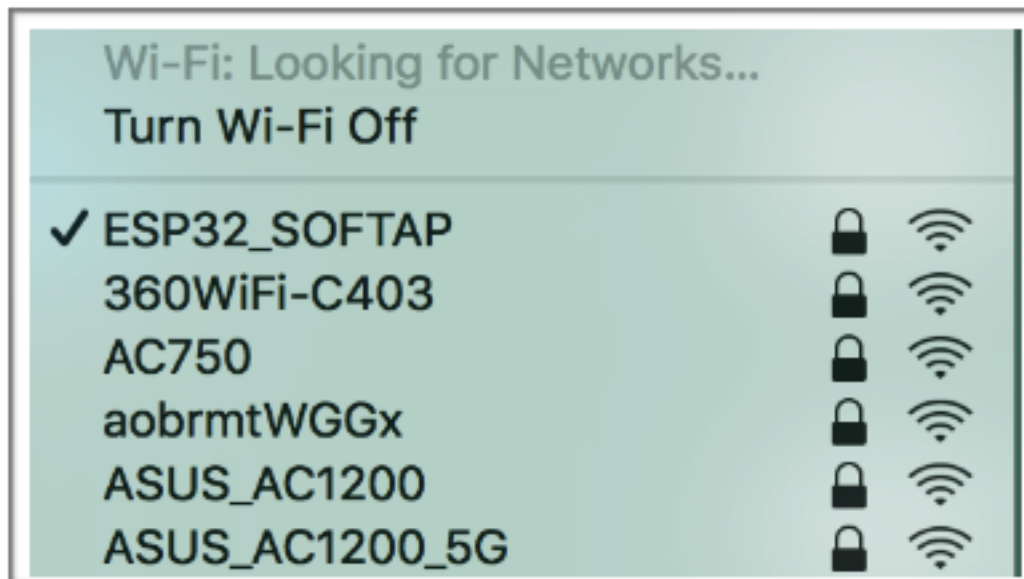 Wi-Fi: Looking for Networks...
Turn Wi-Fi Off
ESP32_SOFTAP
360WiFi-C403
AC750
aobrmtWGGx
ASUS_AC1200
ASUS_AC1200_5G